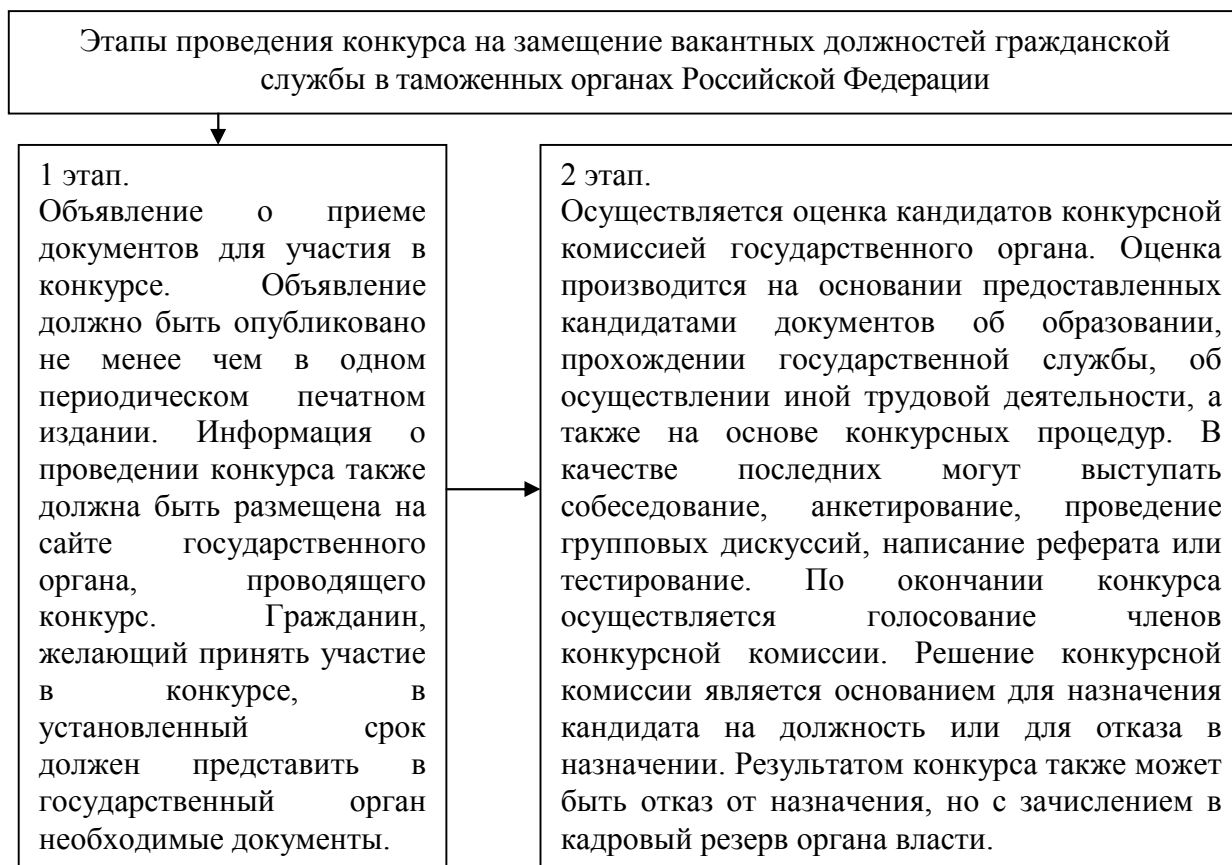 Этапы проведения конкурса на замещение вакантных должностей гражданской
службы в таможенных органах Российской Федерации
1 этап.
Объявление о приеме
документов для участия в
конкурсе. Объявление
должно быть опубликовано
не менее чем в одном
периодическом печатном
издании. Информация о
проведении конкурса также
должна быть размещена на
сайте государственного
органа, проводящего
конкурс. Гражданин,
желающий принять участие
в конкурсе, в
установленный срок
должен представить в
государственный орган
необходимые документы.
2 этап.
Осуществляется оценка кандидатов конкурсной
комиссией государственного органа. Оценка
производится на основании предоставленных
кандидатами документов об образовании,
прохождении государственной службы, об
осуществлении иной трудовой деятельности, а
также на основе конкурсных процедур. В
качестве последних могут выступать
собеседование, анкетирование, проведение
групповых дискуссий, написание реферата или
тестирование. По окончании конкурса
осуществляется голосование членов
конкурсной комиссии. Решение конкурсной
комиссии является основанием для назначения
кандидата на должность или для отказа в
назначении. Результатом конкурса также может
быть отказ от назначения, но с зачислением в
кадровый резерв органа власти.